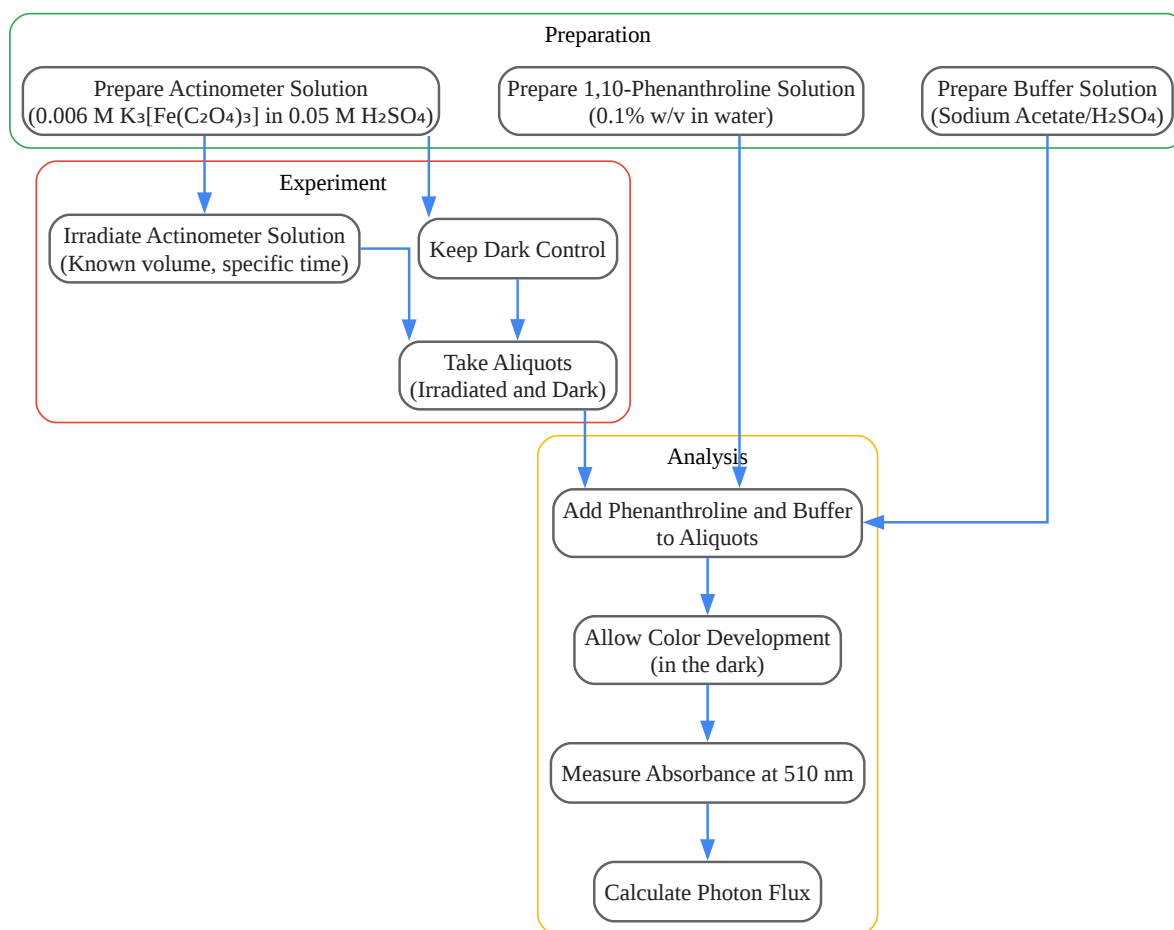 Preparation
Prepare Actinometer Solution
(0.006 M K₃[Fe(C₂O₄)₃] in 0.05 M H₂SO₄)
Prepare 1,10-Phenanthroline Solution
(0.1% w/v in water)
Prepare Buffer Solution
(Sodium Acetate/H₂SO₄)
Experiment
Irradiate Actinometer Solution
(Known volume, specific time)
Keep Dark Control
Take Aliquots
(Irradiated and Dark)
Analysis
Add Phenanthroline and Buffer
to Aliquots
Allow Color Development
(in the dark)
Measure Absorbance at 510 nm
Calculate Photon Flux